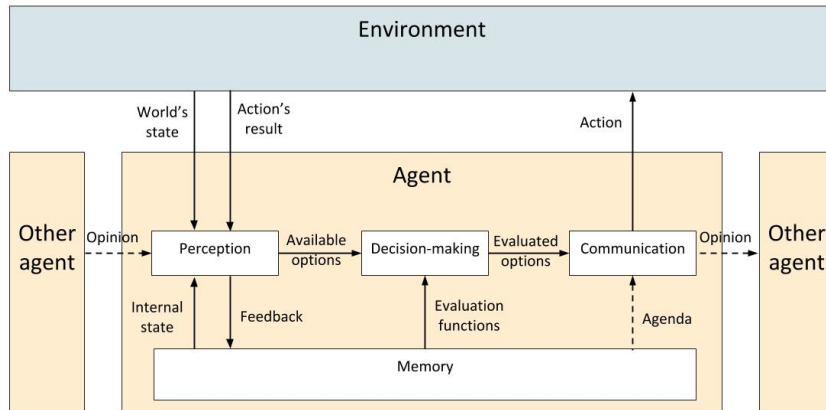 Environment
World's
state
Action's
result
Action
Agent
Other
agent
Opinion
Perception
Available
options
Decision-making
Evaluated
options
Communication
Opinion
Other
agent
Internal
state
Feedback
Evaluation
functions
Agenda
Memory